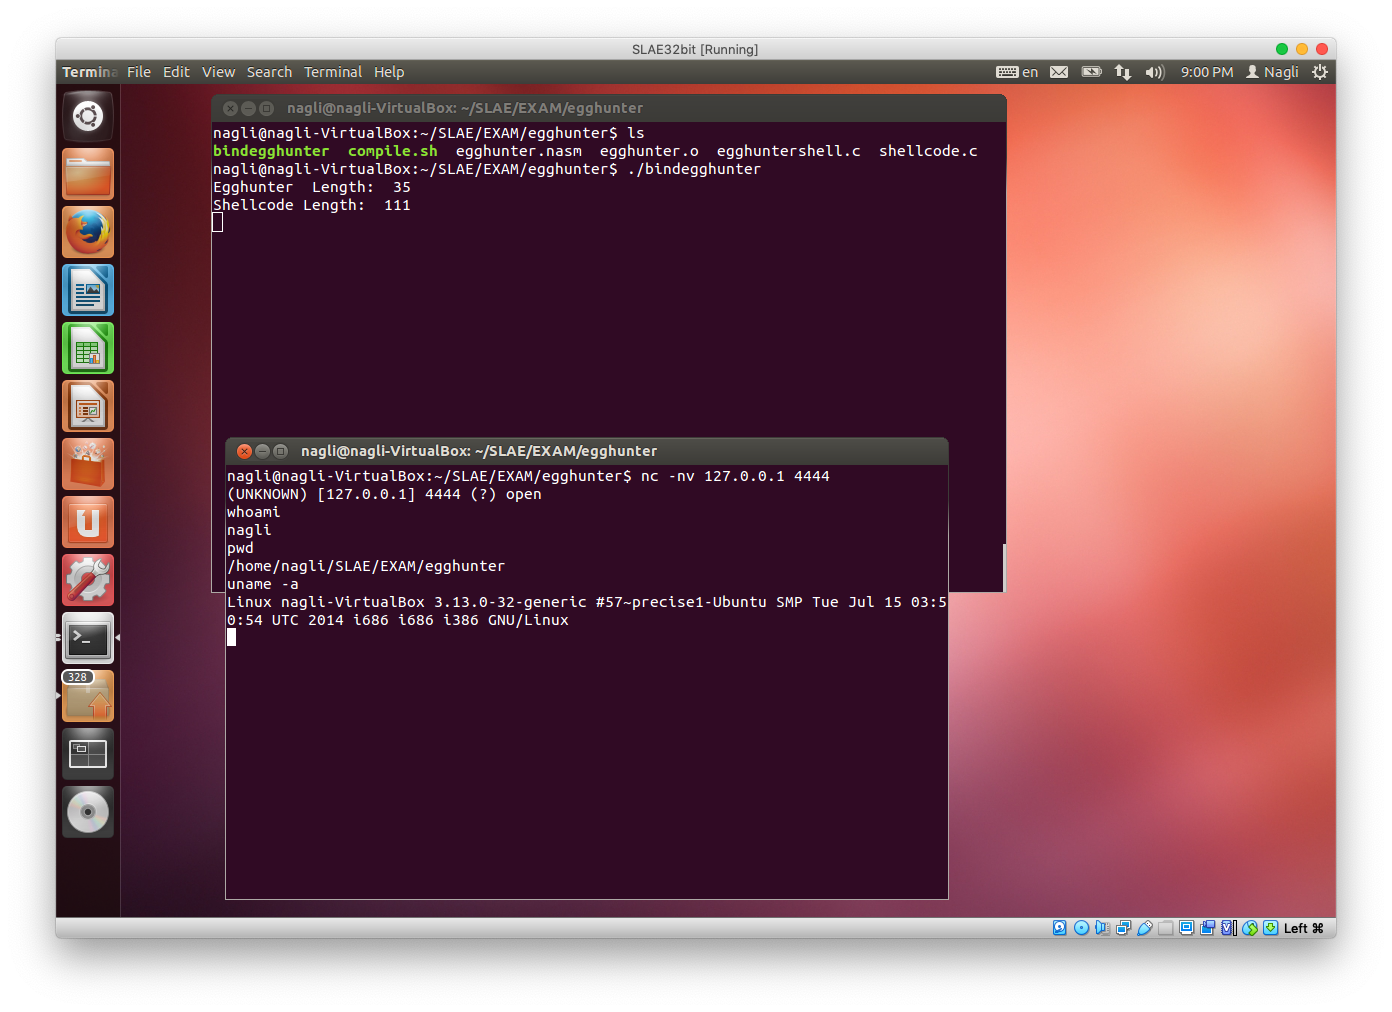 SLAE32bit [Running]
Termina File Edit View Search Terminal Help en 9:00 PM Nagli
nagli@nagli-VirtualBox: ~/SLAE/EXAM/egghunter
nagli@nagli-VirtualBox:~/SLAE/EXAM/egghunter$ ls
bindegghunter compile.sh egghunter.nasm egghunter.o egghuntershell.c shellcode.c
nagli@nagli-VirtualBox:~/SLAE/EXAM/egghunter$ ./bindegghunter
Egghunter Length: 35
Shellcode Length: 111
nagli@nagli-VirtualBox: ~/SLAE/EXAM/egghunter
nagli@nagli-VirtualBox:~/SLAE/EXAM/egghunter$ nc -nv 127.0.0.1 4444
(UNKNOWN) [127.0.0.1] 4444 (?) open
whoami
nagli
pwd
/home/nagli/SLAE/EXAM/egghunter
uname -a
Linux nagli-VirtualBox 3.13.0-32-generic #57~precise1-Ubuntu SMP Tue Jul 15 03:5
0:54 UTC 2014 i686 i686 i386 GNU/Linux
328
Left ⌘